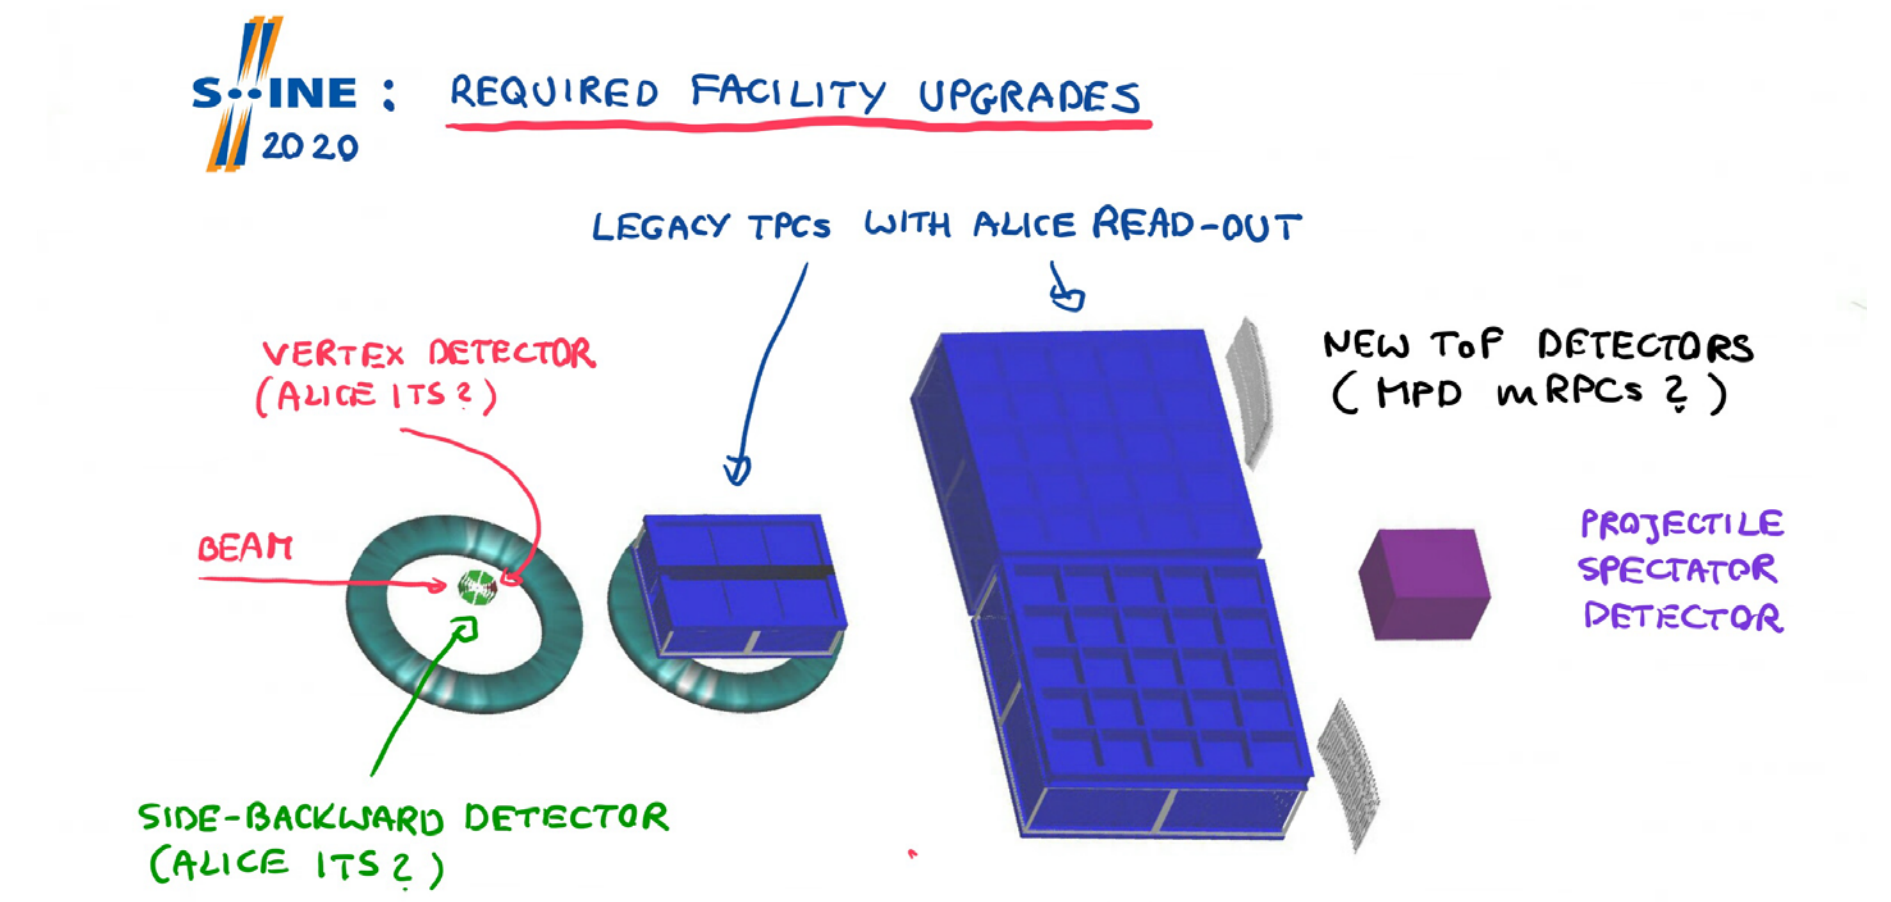 SHINE : REQUIRED FACILITY UPGRADES
2020
LEGACY TPCs WITH ALICE READ-OUT
VERTEX DETECTOR
(ALICE ITS?)
NEW ToF DETECTORS
(MPD mRPCs?)
BEAM
PROJECTILE
SPECTATOR
DETECTOR
SIDE-BACKWARD DETECTOR
(ALICE ITS?)